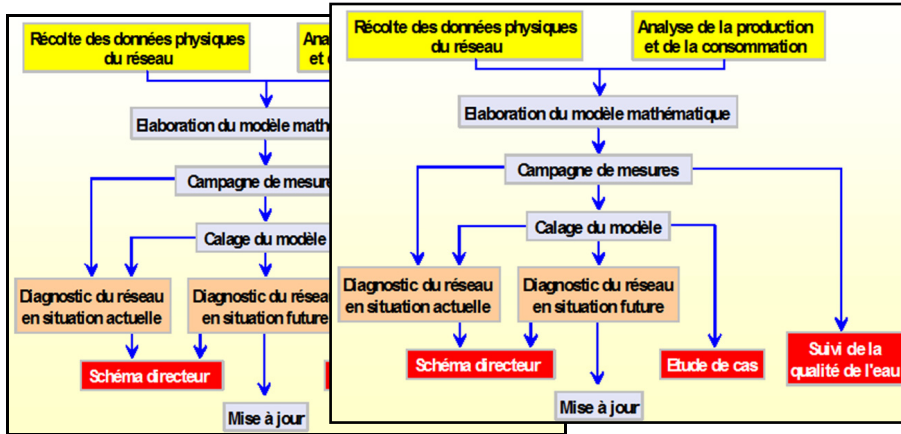 Récolte des données physiques
du réseau
Ana
et d
Elaboration du modèle math
Campagne de mesure
Calage du modèle
Diagnostic du réseau
en situation actuelle
Diagnostic du résea
en situation future
Schéma directeur
Mise à jour
Récolte des données physiques
du réseau
Analyse de la production
et de la consommation
Elaboration du modèle mathématique
Campagne de mesures
Calage du modèle
Diagnostic du réseau
en situation actuelle
Diagnostic du réseau
en situation future
Schéma directeur
Etude de cas
Suivi de la
qualité de l'eau
Mise à jour